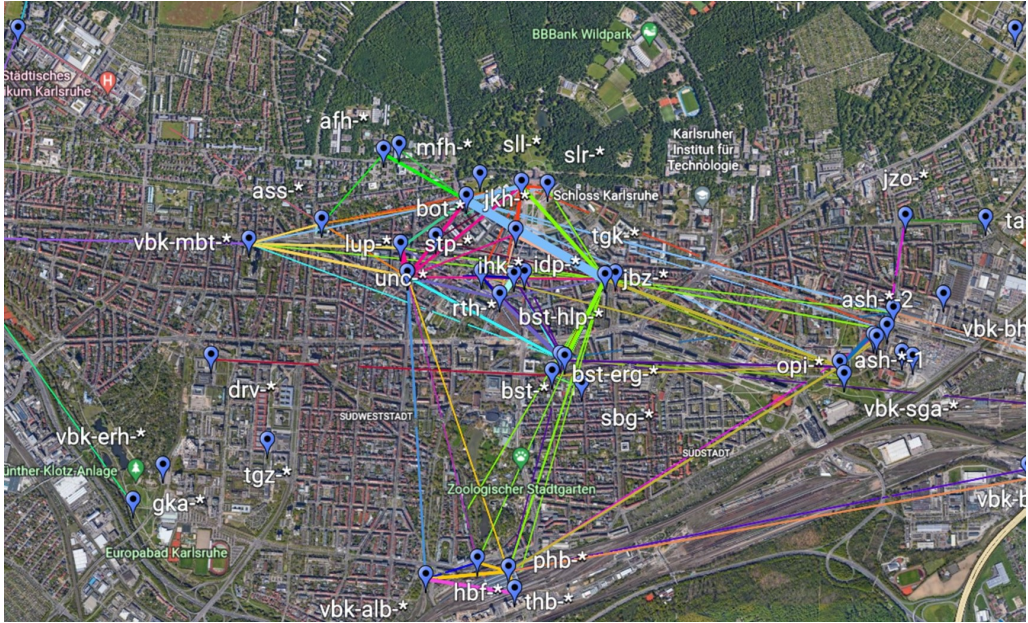 BBBank Wildpark
Städtisches
ikum Karlsruhe
H
afh-*
mfh-*
sll-*
slr-*
Karlsruher
Institut für
Technologie
ass-*
jkh-*
Schloss Karlsruhe
jzo-*
bot-*
ta
vbk-mbt-*
lup-*
stp-*
tgk-*
unc-*
ihk-*
idp-*
jbz-*
rth-*
bst-hlp-*
ash-*-2
vbk-bh
opi-*
ash-*-1
drv-*
bst-*
bst-erg-*
vbk-sga-*
SÜDWESTSTADT
sbg-*
vbk-erh-*
SÜDSTADT
ünther-Klotz-Anlage
tgz-*
Zoologischer Stadtgarten
gka-*
vbk-b
Europabad Karlsruhe
phb-*
hbf-*
vbk-alb-*
thb-*